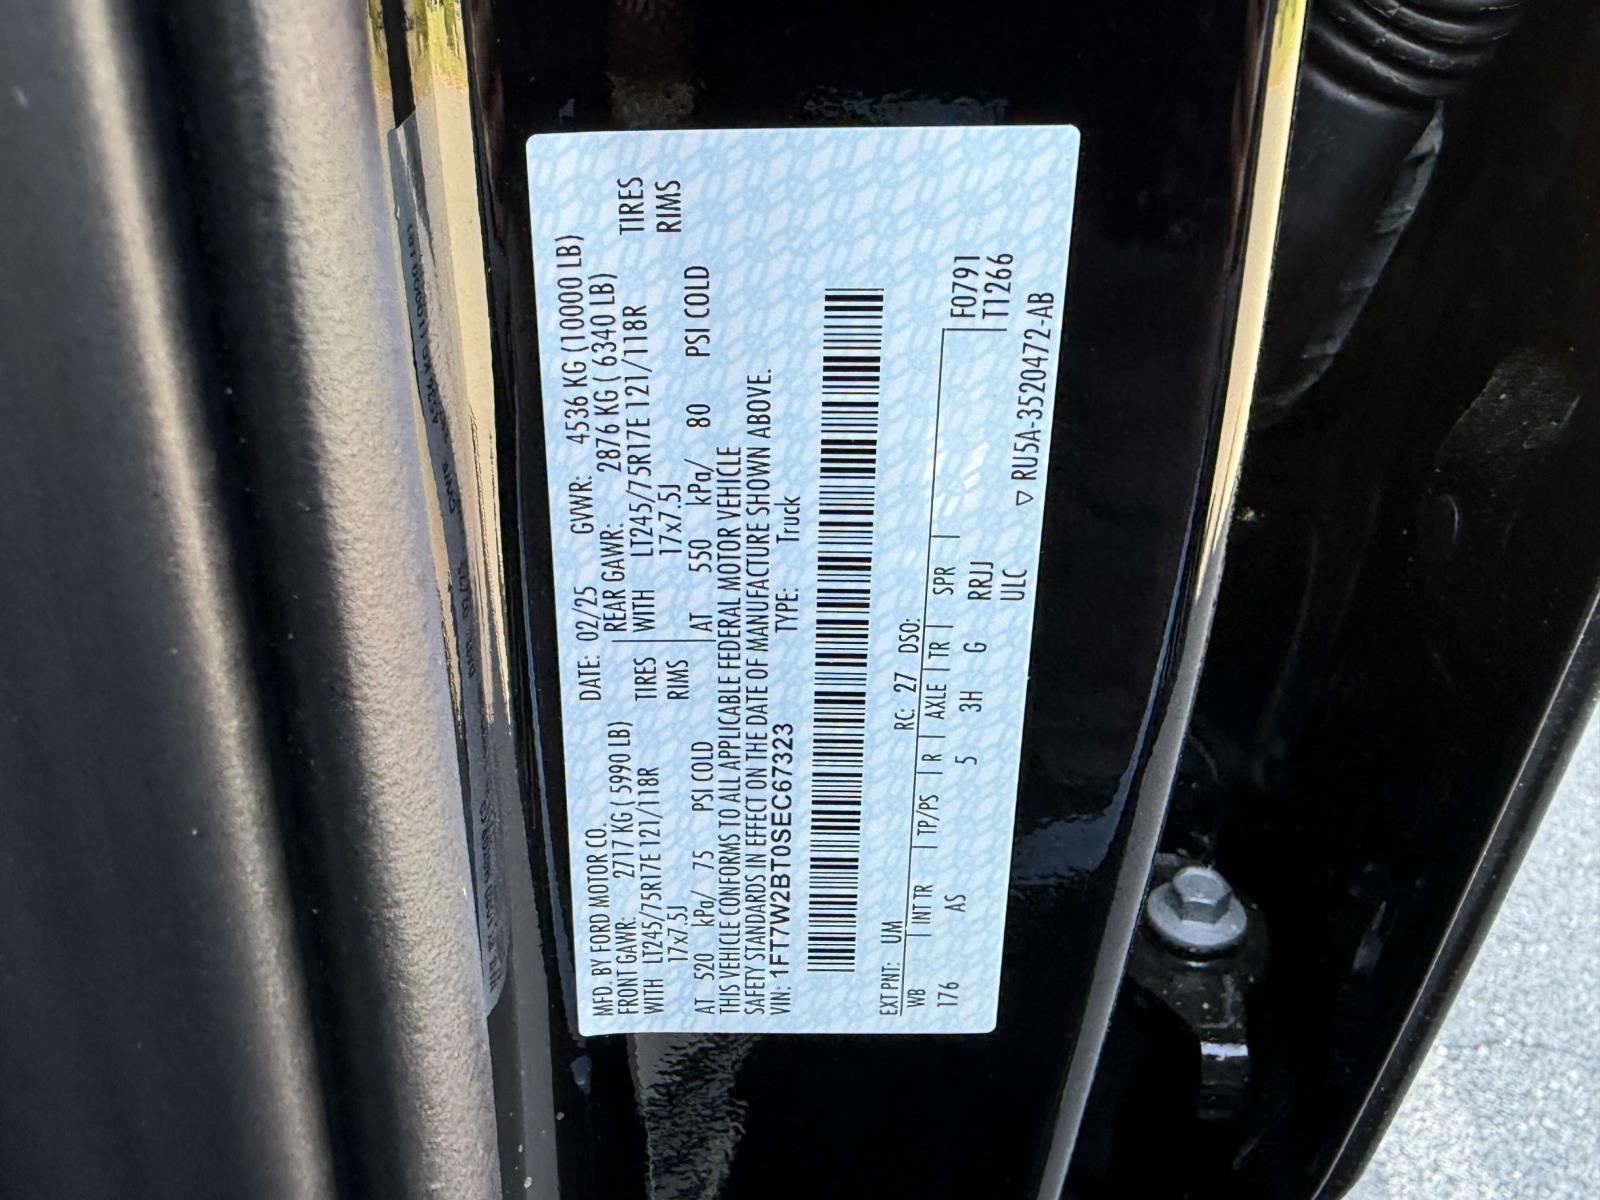 MFD. BY FORD MOTOR CO.
DATE: 02/25 GVWR: 4536 KG (10000 LB)
FRONT GAWR: 2717 KG ( 5990 LB)
REAR GAWR: 2876 KG ( 6340 LB)
WITH LT245/75R17E 121/118R TIRES
WITH LT245/75R17E 121/118R TIRES
17x7.5J RIMS
17x7.5J RIMS
AT 520 kPa/ 75 PSI COLD
AT 550 kPa/ 80 PSI COLD
THIS VEHICLE CONFORMS TO ALL APPLICABLE FEDERAL MOTOR VEHICLE
SAFETY STANDARDS IN EFFECT ON THE DATE OF MANUFACTURE SHOWN ABOVE.
VIN: 1FT7W2BT0SEC67323 TYPE: Truck
EXT PNT: UM RC: 27 DSO:
WB | INT TR | TP/PS | R | AXLE | TR | SPR | F0791
176 AS 5 3H G RRJJ T1266
ULC
▽ RU5A-3520472-AB